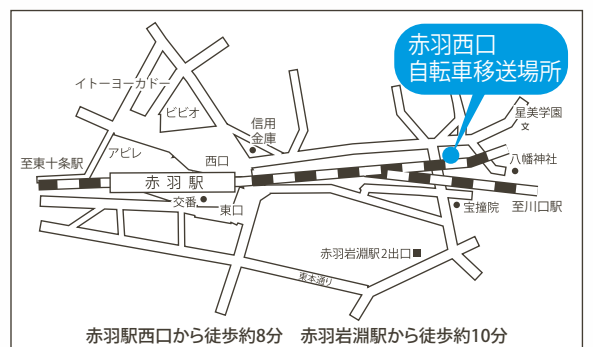 赤羽西口
自転車移送場所
イトーヨーカドー
ビビオ
信用
金庫
星美学園
文
アピレ
西口
八幡神社
至東十条駅
赤羽駅
交番
東口
宝撞院
至川口駅
赤羽岩淵駅2出口
東本通り
赤羽駅西口から徒歩約8分　赤羽岩淵駅から徒歩約10分